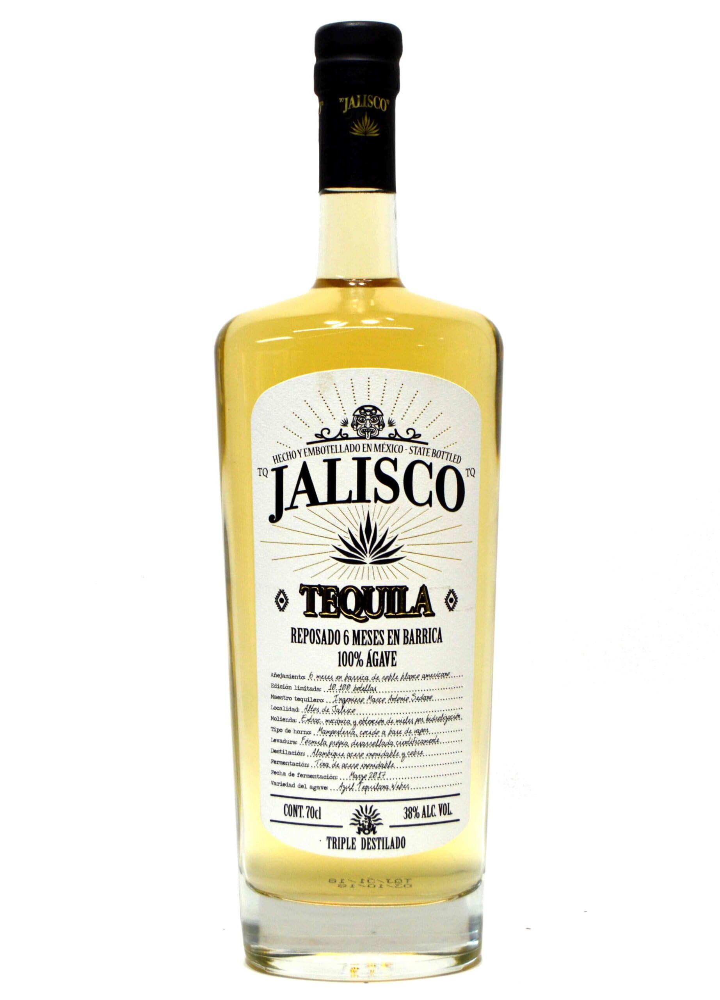 TQ JALISCO TQ
HECHO Y EMBOTELLADO EN MÉXICO - STATE BOTTLED
TQ JALISCO TQ
TEQUILA
REPOSADO 6 MESES EN BARRICA
100% ÁGAVE
Añejamiento: 6 meses en barrica de roble blanco americano
Edición limitada: 10.100 botellas
Maestro tequilero: Ingeniero Marco Antonio Sedano
Localidad: Altos de Jalisco
Molienda: Extrac. mecánica y obtención de mieles por hidrolización
Tipo de horno: Mampostería, cocido a base de vapor
Levadura: Fórmula própia desarrollada científicamente
Destilación: Alambique acero inoxidable y cobre
Fermentación: Tina de acero inoxidable
Fecha de fermentación: Marzo 2017
Variedad del agave: Azul Tequilana Weber
CONT. 70cl 38% ALC. VOL.
TRIPLE DESTILADO